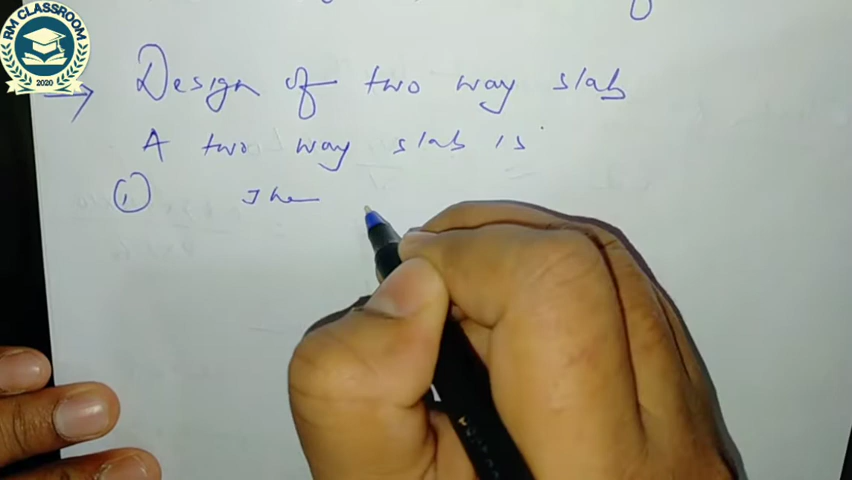 RM CLASSROOM
2020
→ Design of two way slab
A two way slab is
① The